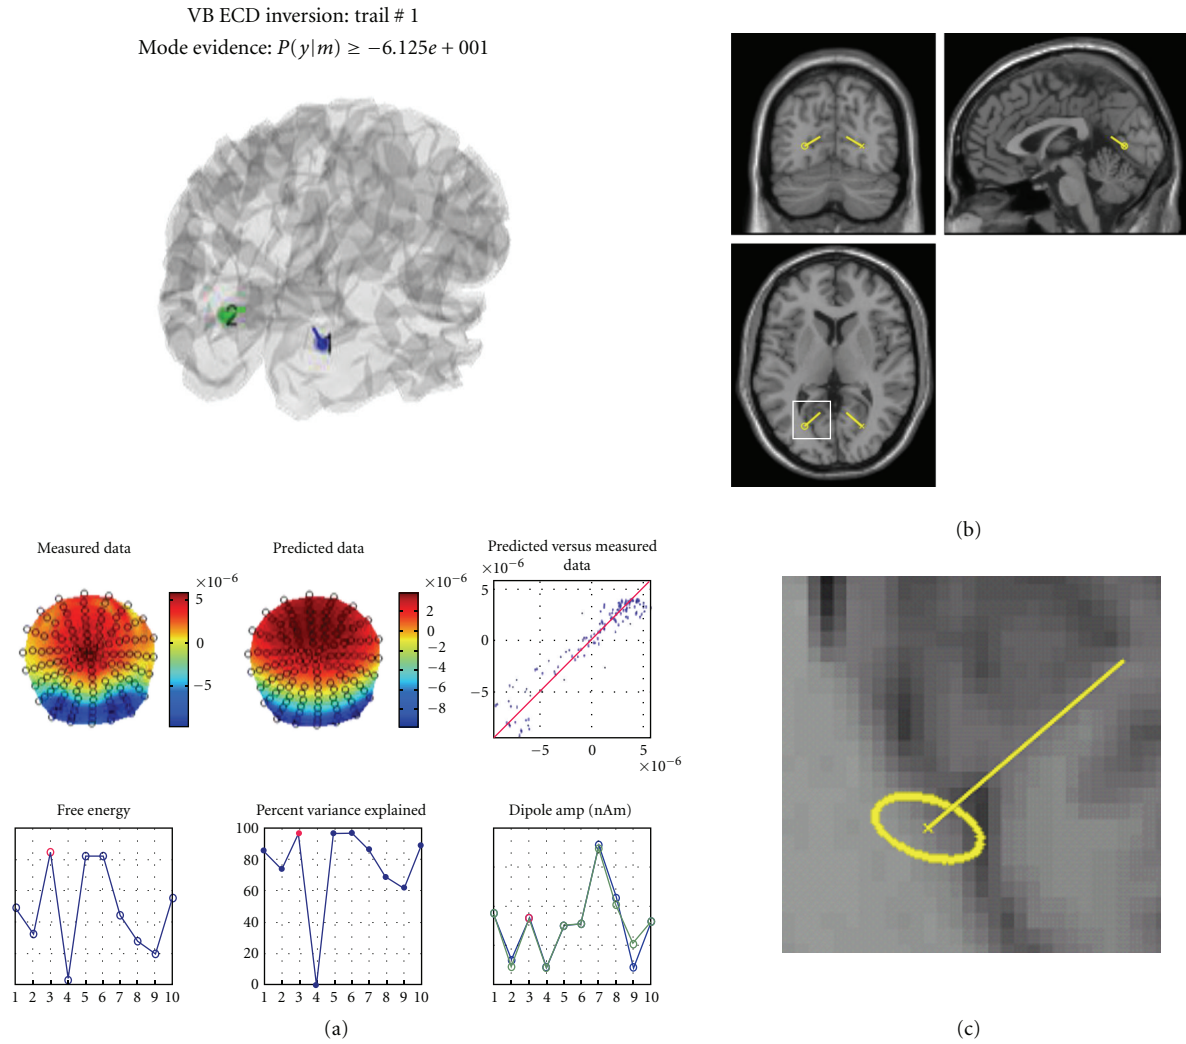 VB ECD inversion: trail # 1
Mode evidence: P(y|m) ≥ −6.125e + 001
2
1
(b)
Measured data
Predicted data
Predicted versus measured
data
×10−6
5
0
−5
×10−6
2
0
−2
−4
−6
−8
×10−6
5
0
−5
−5 0 5
×10−6
Free energy
1 2 3 4 5 6 7 8 9 10
Percent variance explained
100
80
60
40
20
0
1 2 3 4 5 6 7 8 9 10
Dipole amp (nAm)
1 2 3 4 5 6 7 8 9 10
(a)
(c)